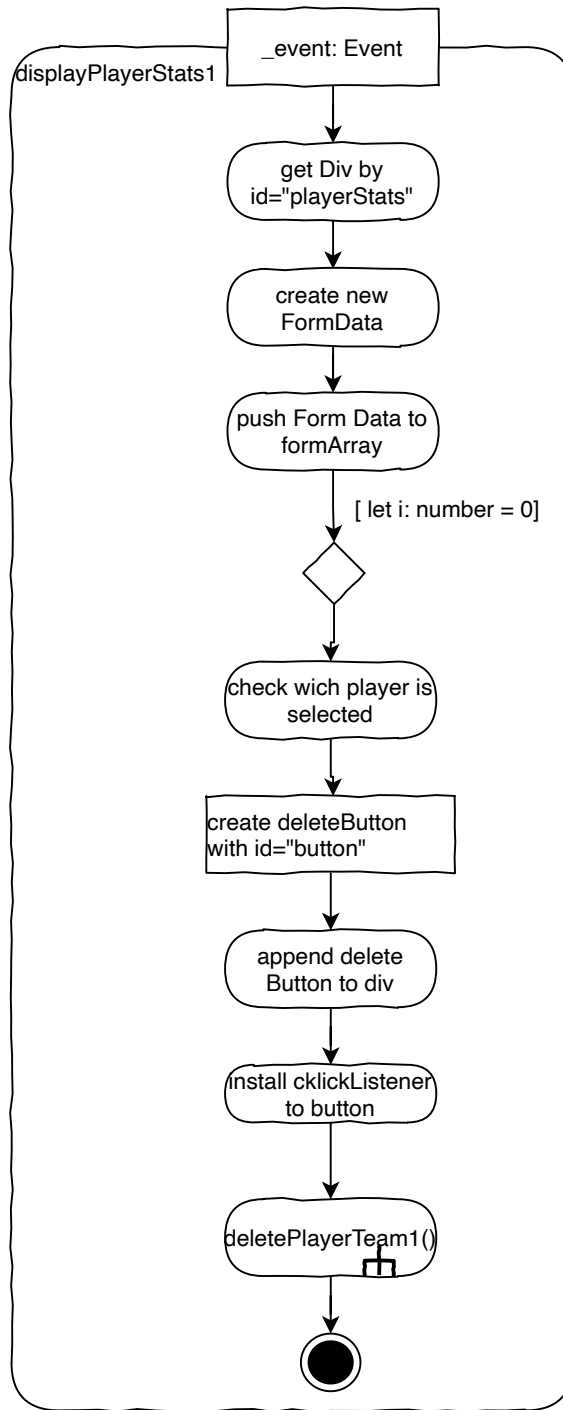 _event: Event
displayPlayerStats1
get Div by
id="playerStats"
create new
FormData
push Form Data to
formArray
[ let i: number = 0]
check wich player is
selected
create deleteButton
with id="button"
append delete
Button to div
install cklickListener
to button
deletePlayerTeam1()